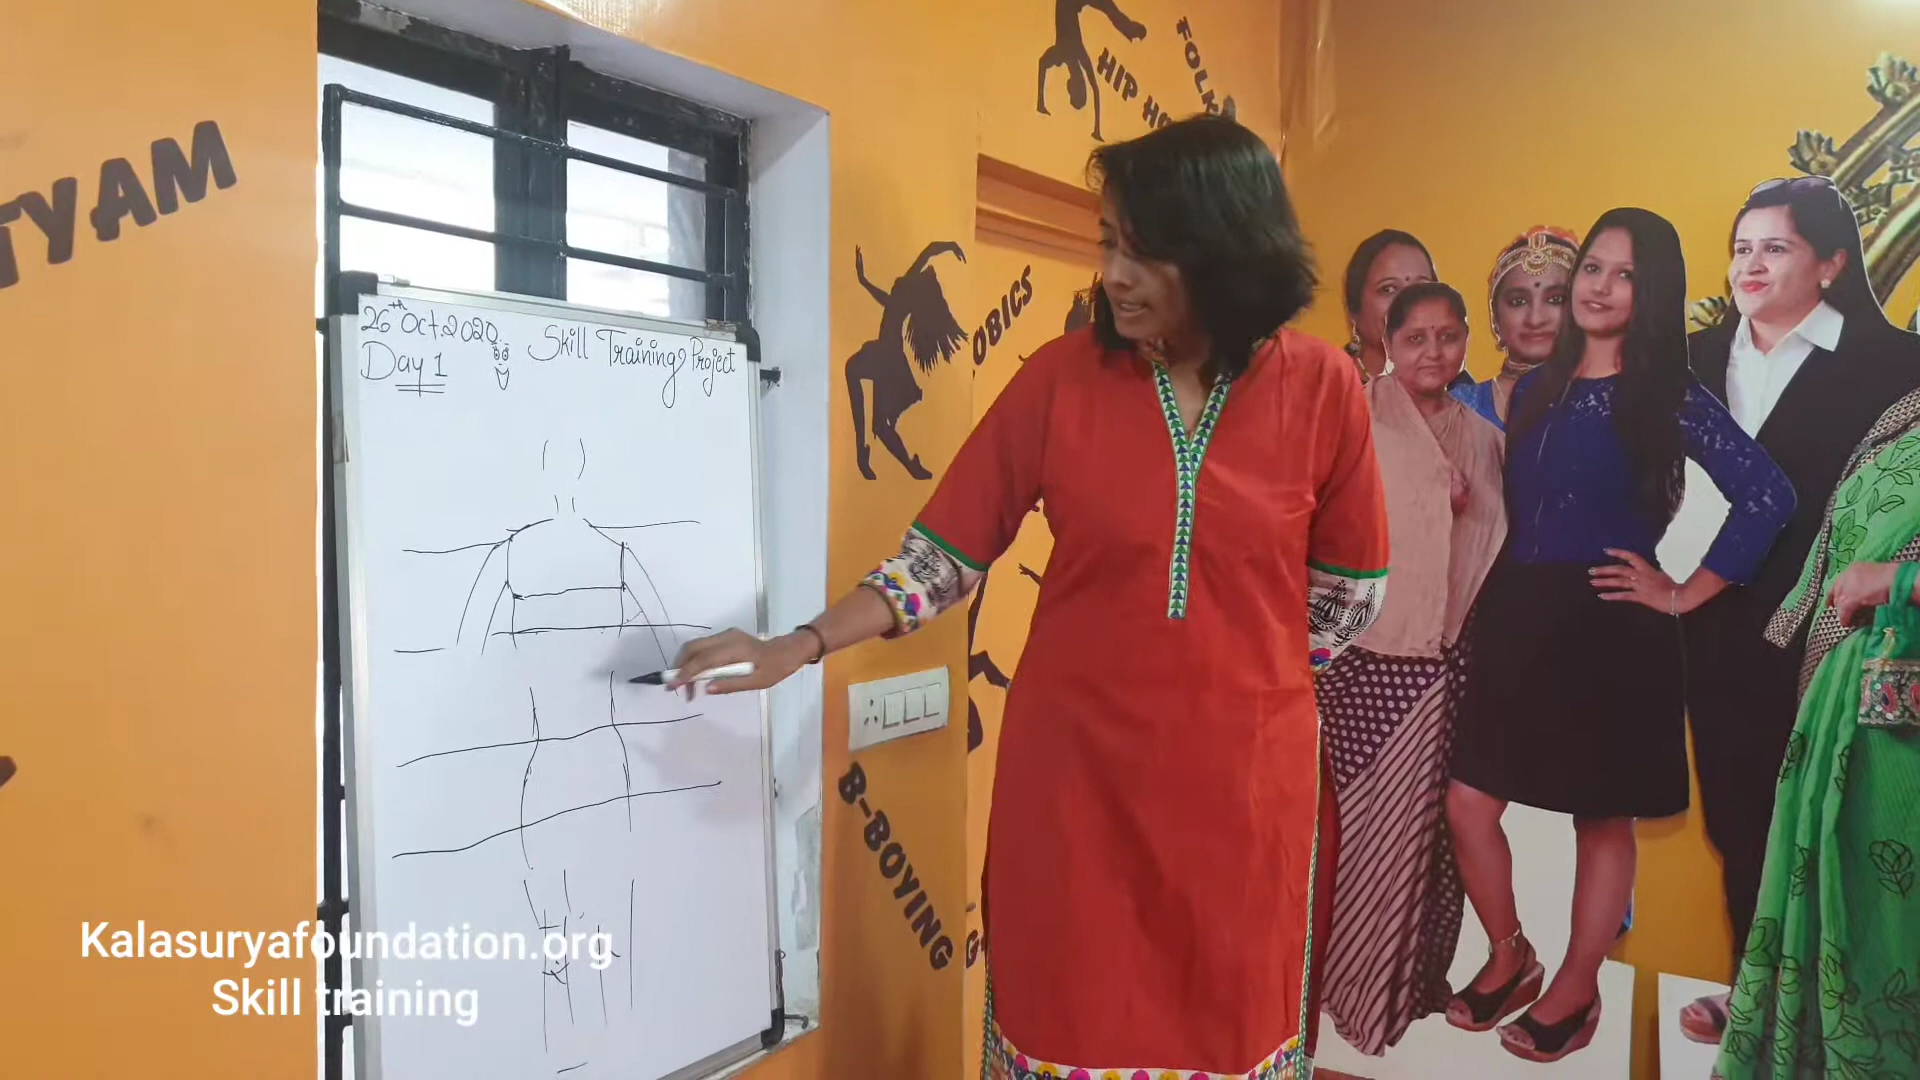 TYAM
26th Oct. 2020.
Day 1
Skill Training Project
HIP HO
FOLK
OBICS
B-BOYING
G
Kalasuryafoundation.org
Skill training